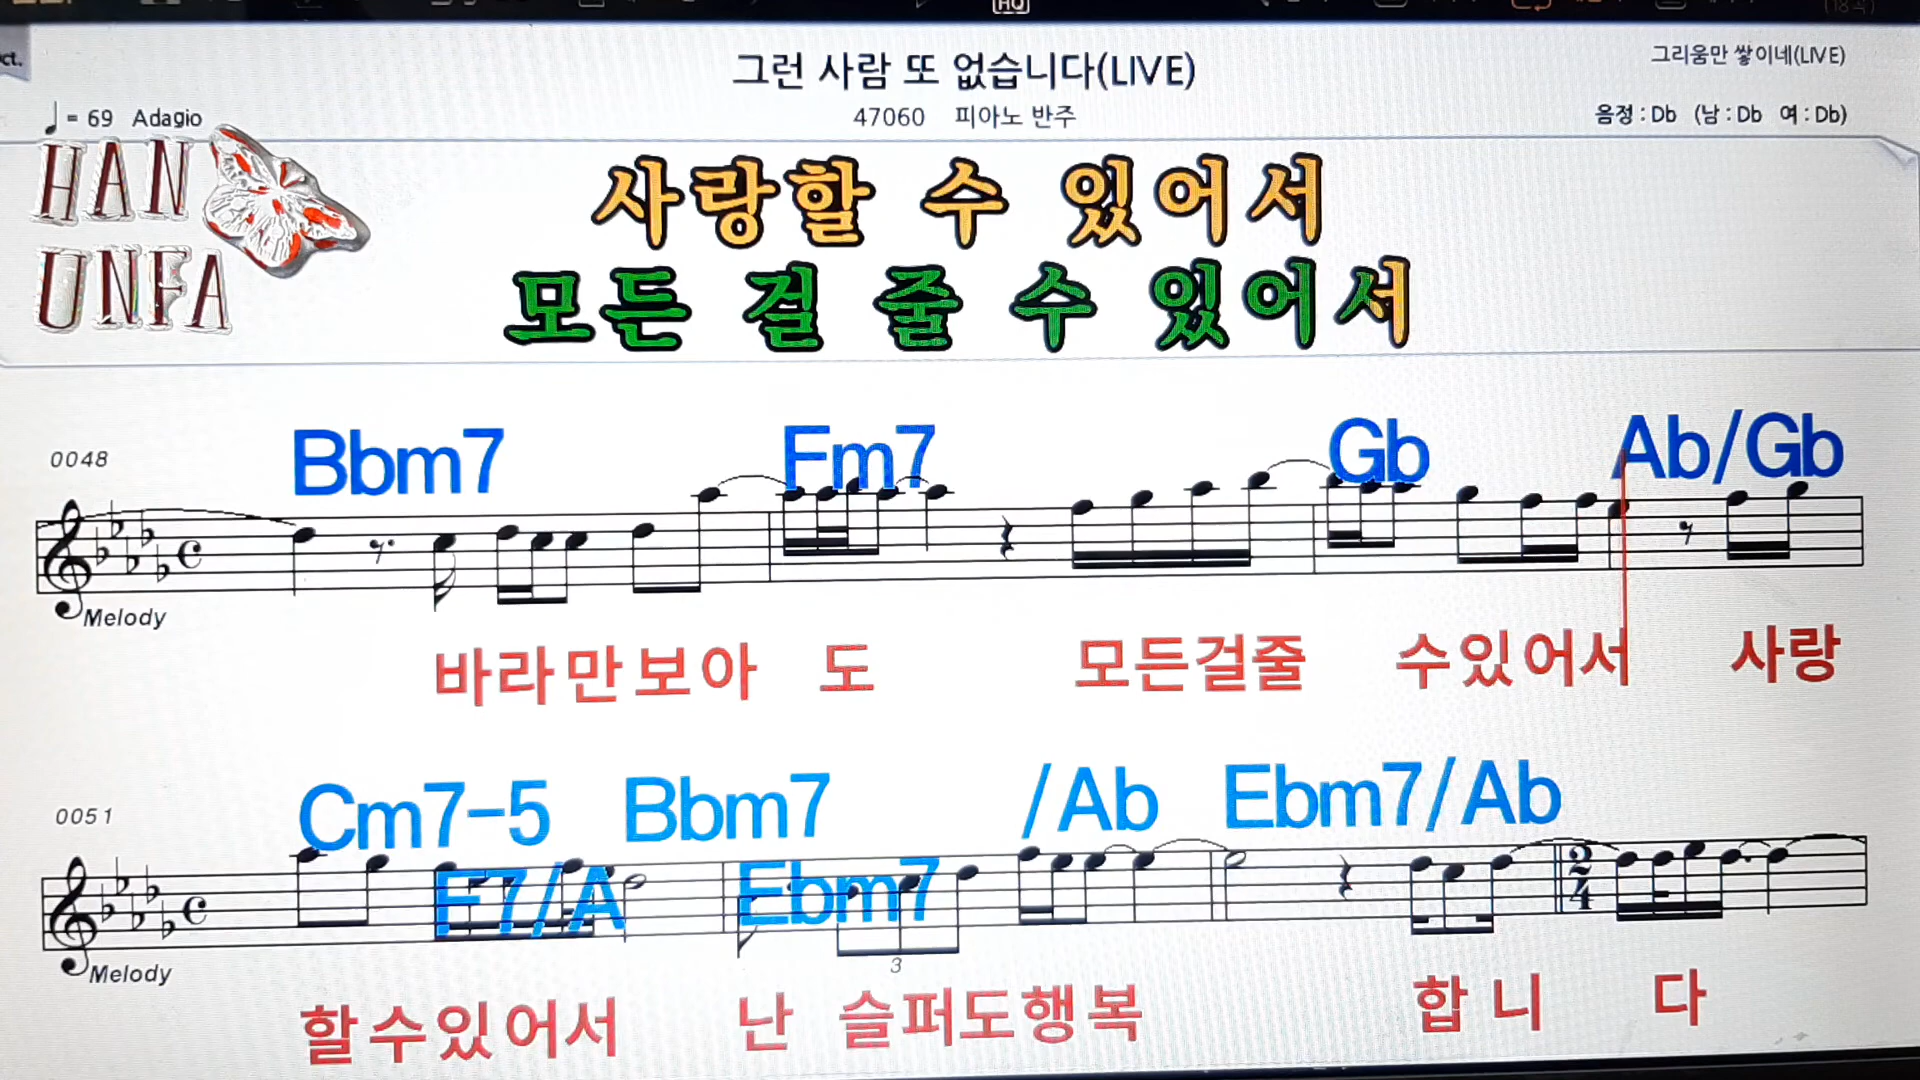 ct.
HQ
그런 사람 또 없습니다(LIVE)
그리움만 쌓이네(LIVE)
= 69 Adagio
47060 피아노 반주
음정 : Db (남 : Db 여 : Db)
HAN
UNFA
사랑할 수 있어서
모든 걸 줄 수 있어서
0048
Bbm7 Fm7 Gb Ab/Gb
Melody
바라만보아 도 모든걸줄 수있어서 사랑
0051
Cm7-5 Bbm7 /Ab Ebm7/Ab
F7/A Ebm7
2
4
3
Melody
할수있어서 난 슬퍼도행복 합니 다